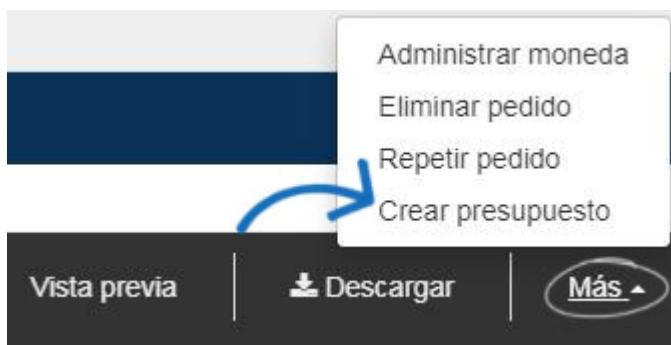 Administrar moneda
Eliminar pedido
Repetir pedido
Crear presupuesto
Vista previa
Descargar
Más